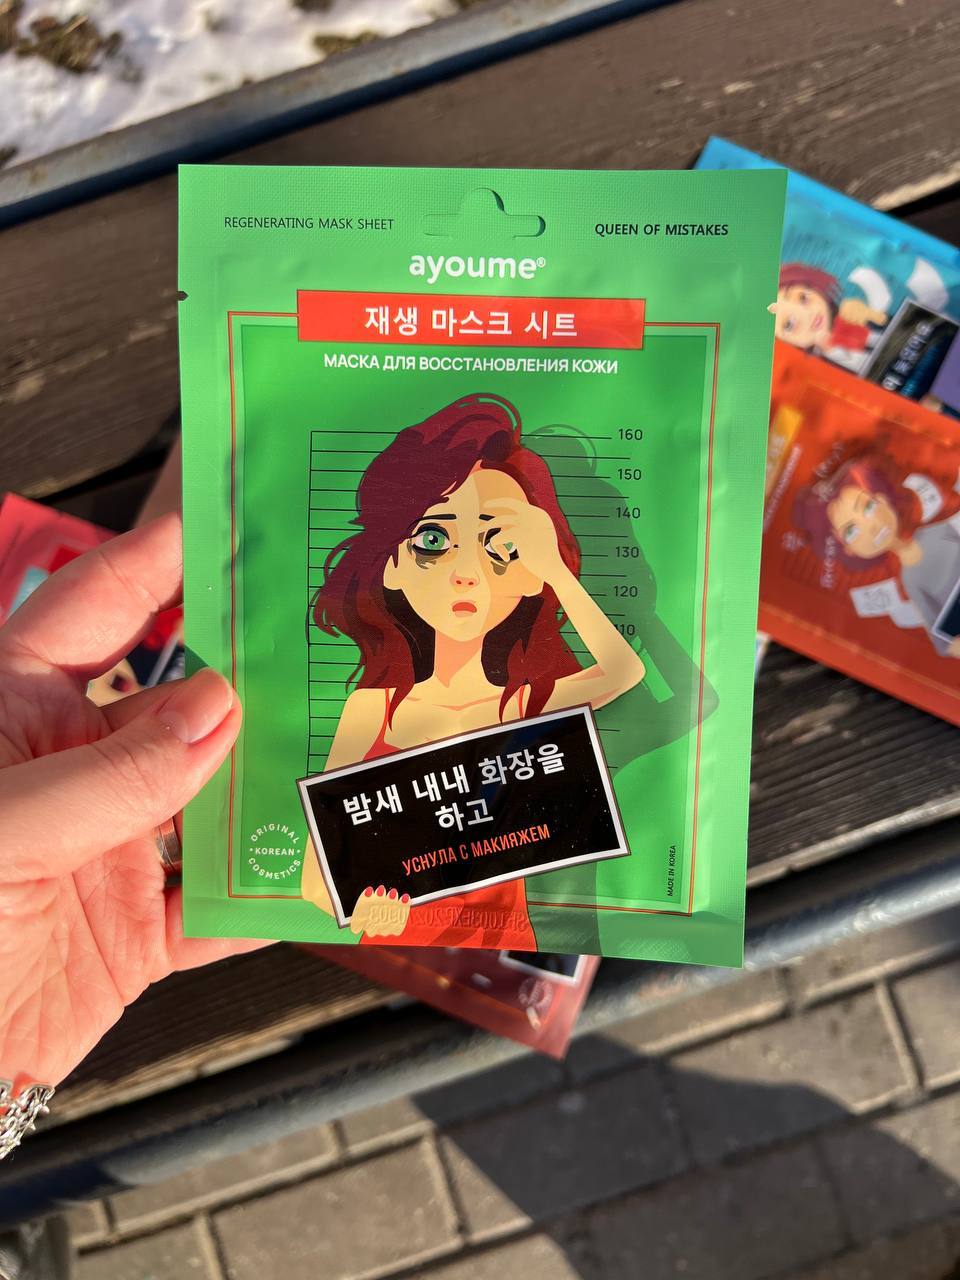 REGENERATING MASK SHEET
QUEEN OF MISTAKES
ayoume®
재생 마스크 시트
МАСКА ДЛЯ ВОССТАНОВЛЕНИЯ КОЖИ
160
150
140
130
120
110
밤새 내내 화장을
하고
УСНУЛА С МАКИЯЖЕМ
ORIGINAL
KOREAN
COSMETICS
MADE IN KOREA